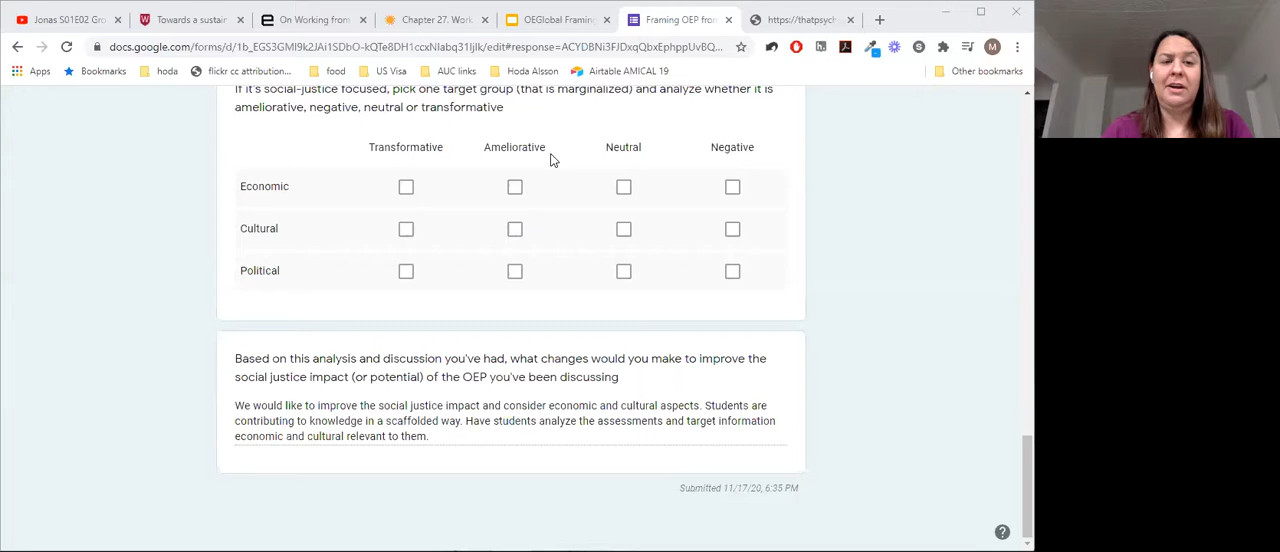 Jonas S01E02 Gro
Towards a sustain
On Working from
Chapter 27. Work
OEGlobal Framing
Framing OEP fron
https://thatpsych
docs.google.com/forms/d/1b_EGS3GMl9k2JAi1SDbO-kQTe8DH1ccxNIabq31ljlk/edit#response=ACYDBNi3FJDxqQbxEphppUvBQ...
M
Apps
Bookmarks
hoda
flickr cc attribution...
food
US Visa
AUC links
Hoda Alsson
Airtable AMICAL 19
Other bookmarks
If it's social-justice focused, pick one target group (that is marginalized) and analyze whether it is
ameliorative, negative, neutral or transformative
Transformative Ameliorative Neutral Negative
Economic
Cultural
Political
Based on this analysis and discussion you've had, what changes would you make to improve the
social justice impact (or potential) of the OEP you've been discussing
We would like to improve the social justice impact and consider economic and cultural aspects. Students are
contributing to knowledge in a scaffolded way. Have students analyze the assessments and target information
economic and cultural relevant to them.
Submitted 11/17/20, 6:35 PM